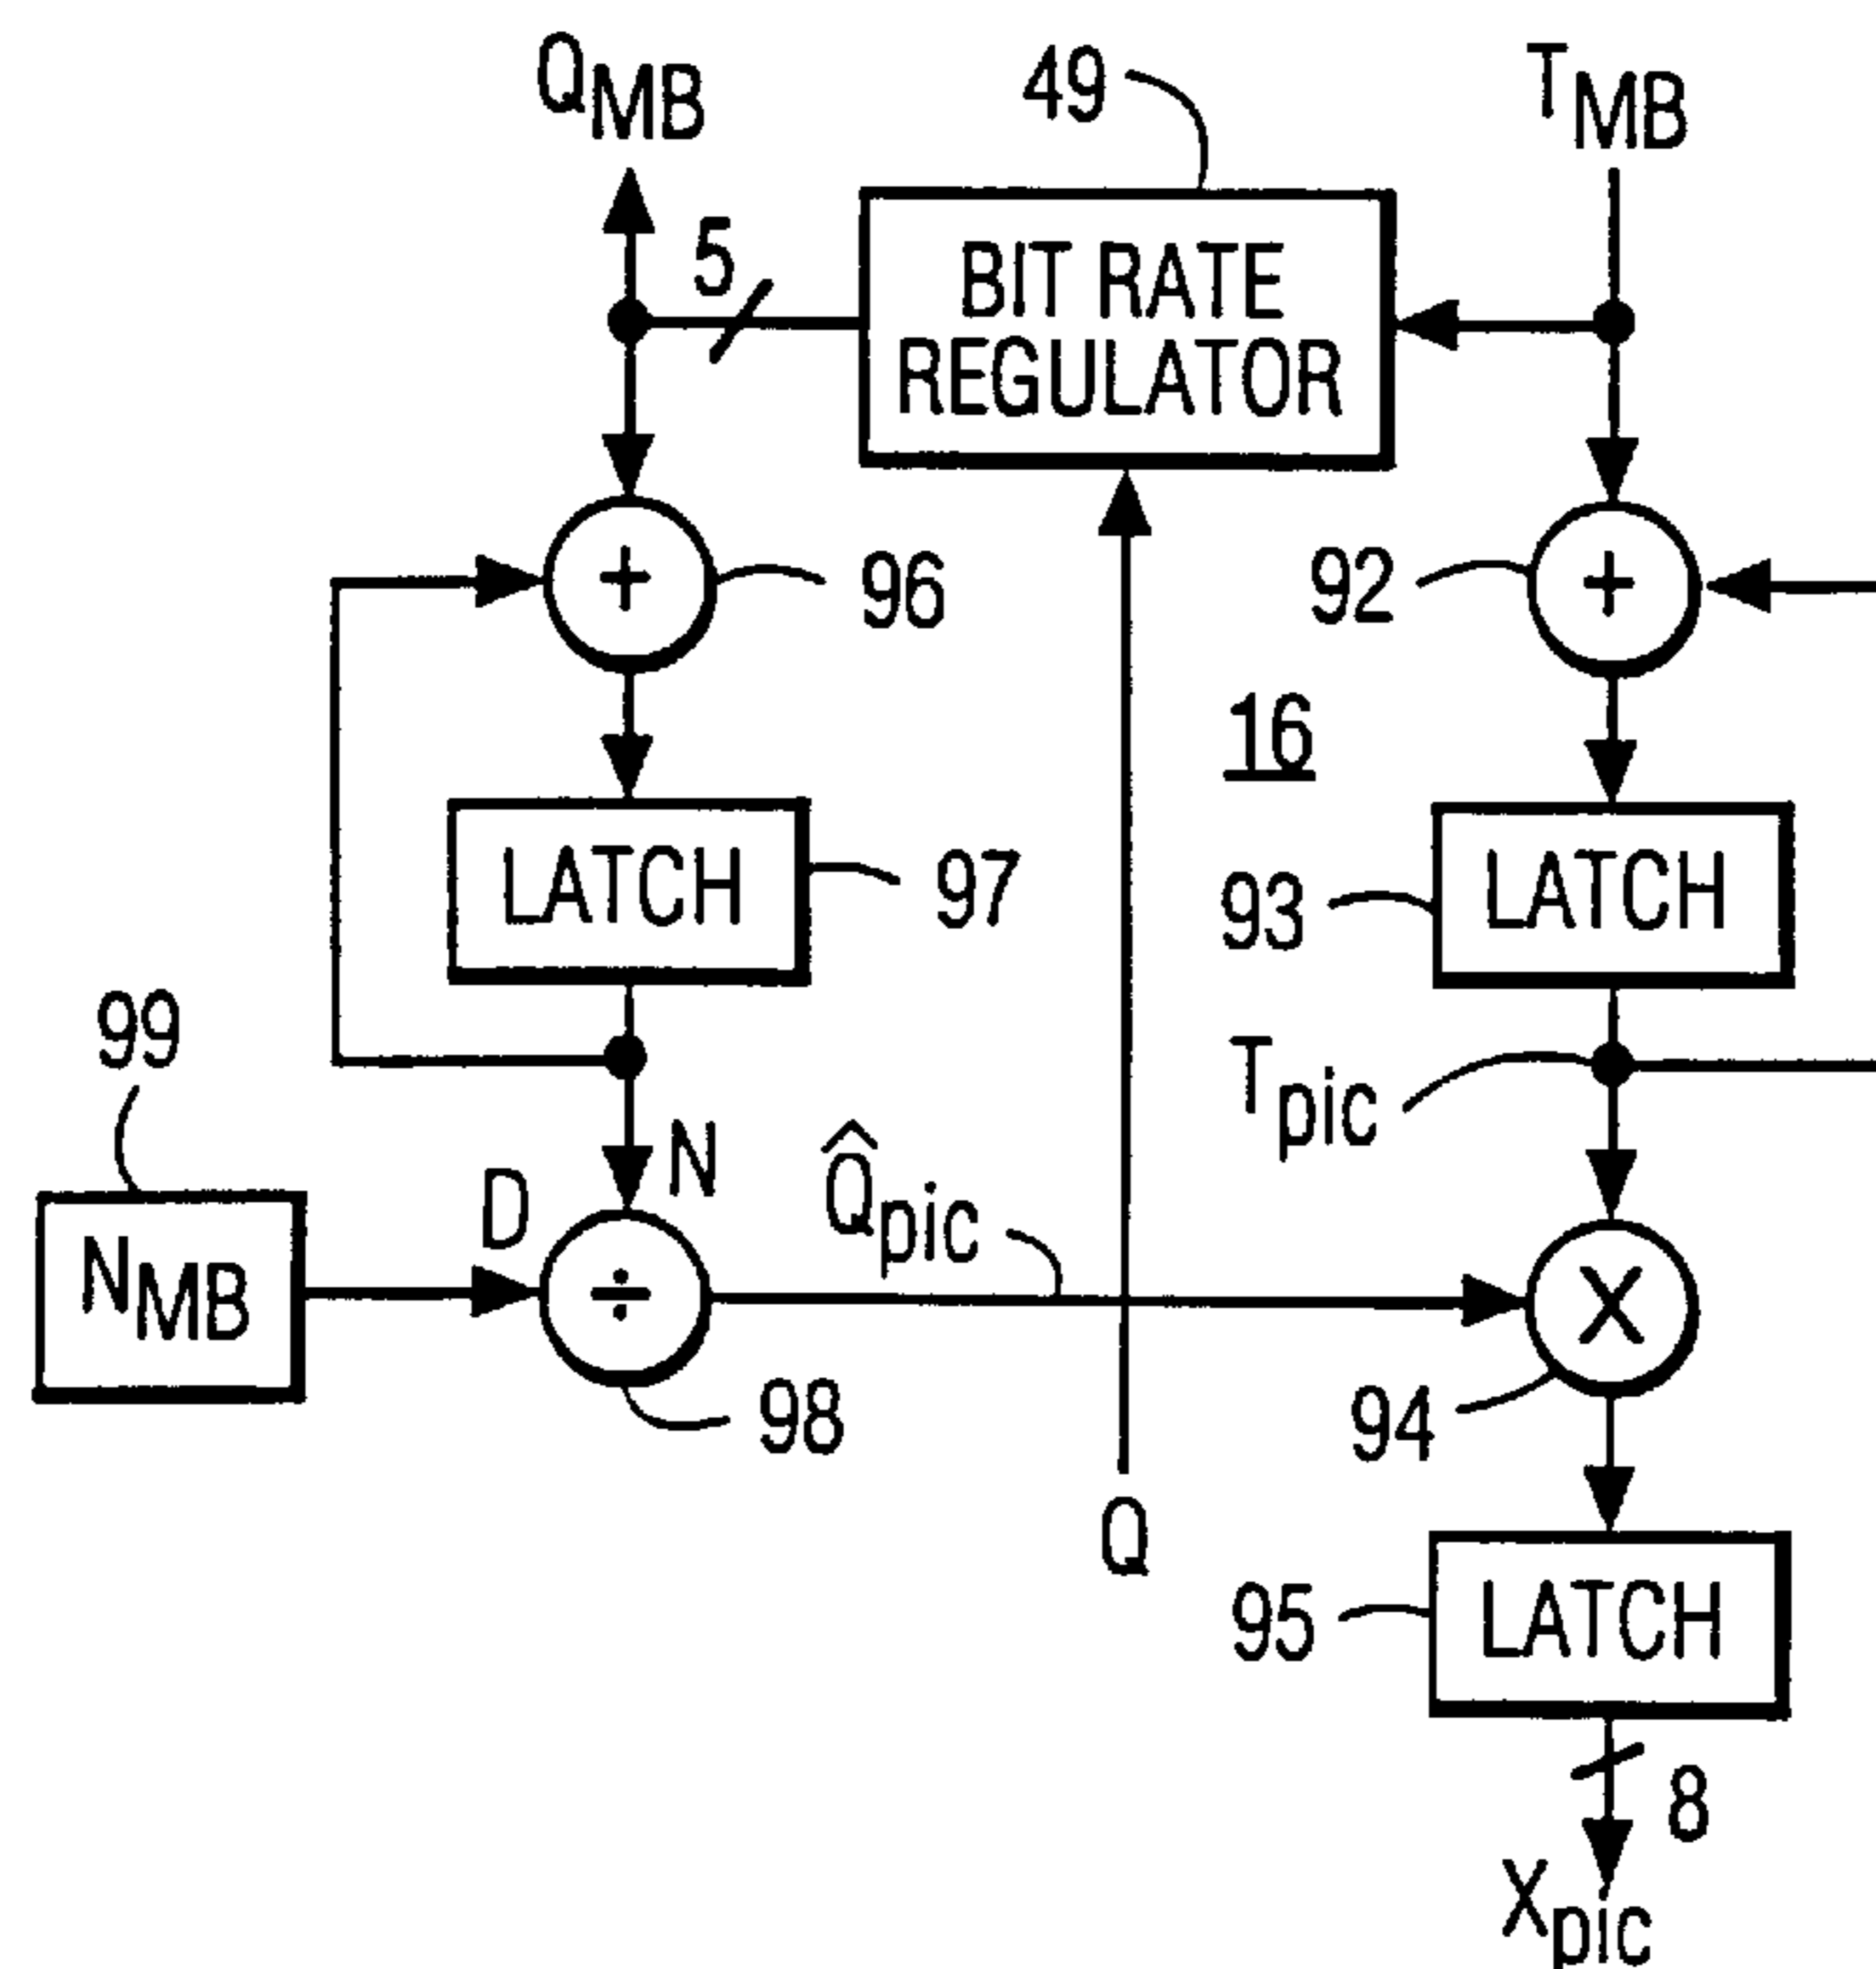 Q_MB
49
T_MB
5
BIT RATE
REGULATOR
+
96
92
+
16
LATCH
97
93
LATCH
99
T_pic
N
D
Q̂_pic
N_MB
÷
X
98
94
Q
95
LATCH
8
X_pic